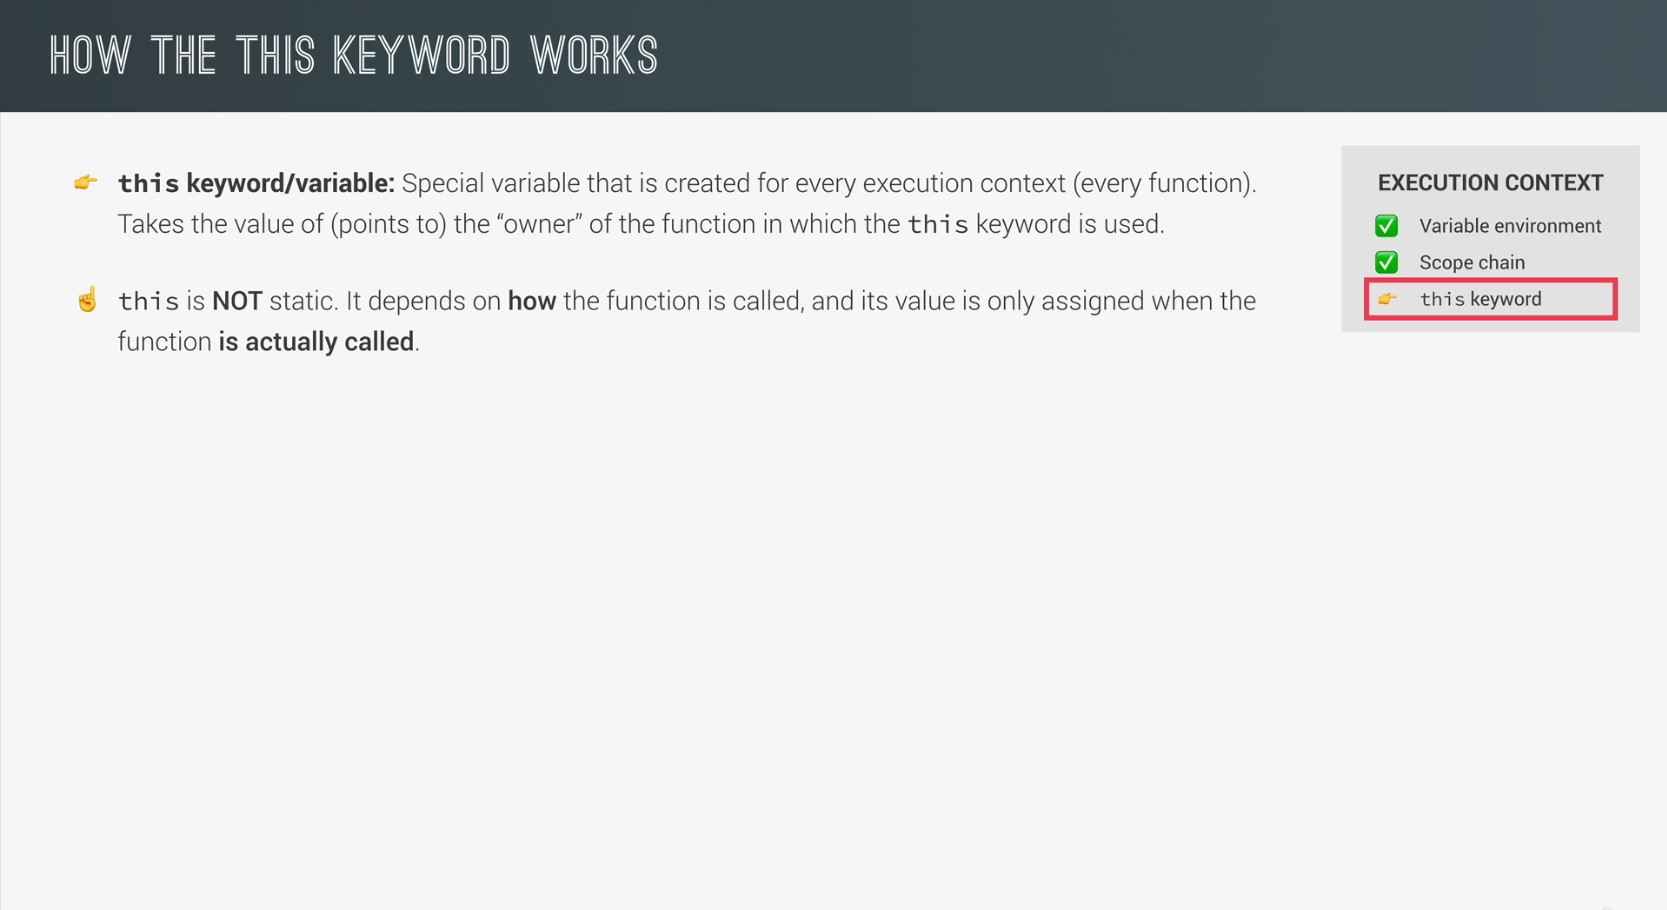 HOW THE THIS KEYWORD WORKS
👉 this keyword/variable: Special variable that is created for every execution context (every function).
Takes the value of (points to) the “owner” of the function in which the this keyword is used.
☝️ this is NOT static. It depends on how the function is called, and its value is only assigned when the
function is actually called.
EXECUTION CONTEXT
✅ Variable environment
✅ Scope chain
👉 this keyword